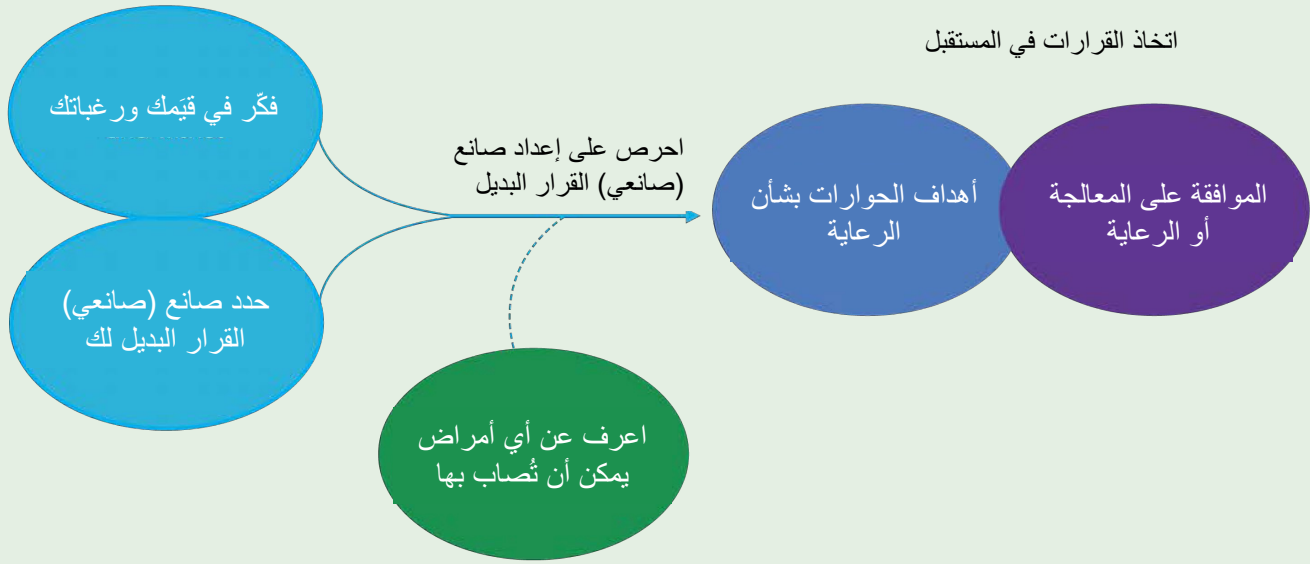 اتخاذ القرارات في المستقبل
فكّر في قيَمك ورغباتك
احرص على إعداد صانع
(صانعي) القرار البديل
أهداف الحوارات بشأن
الرعاية
الموافقة على المعالجة
أو الرعاية
حدد صانع (صانعي)
القرار البديل لك
اعرف عن أي أمراض
يمكن أن تُصاب بها